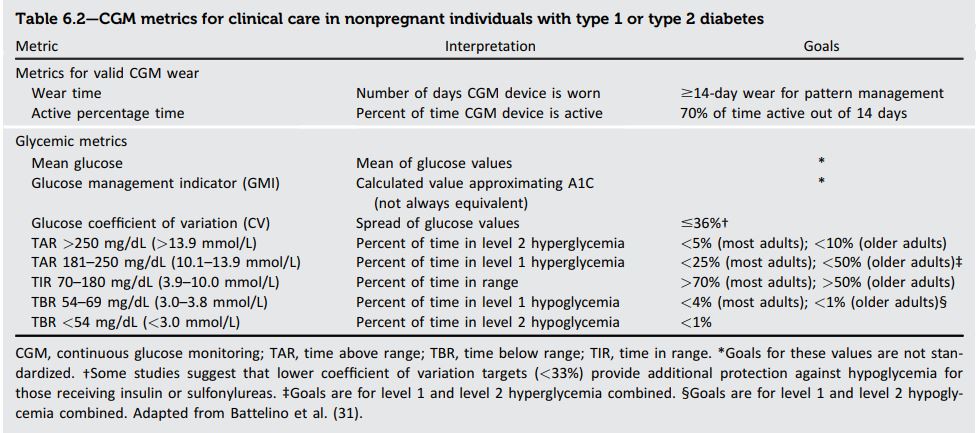 Table 6.2—CGM metrics for clinical care in nonpregnant individuals with type 1 or type 2 diabetes
Metric Interpretation Goals
Metrics for valid CGM wear
Wear time Number of days CGM device is worn ≥14-day wear for pattern management
Active percentage time Percent of time CGM device is active 70% of time active out of 14 days
Glycemic metrics
Mean glucose Mean of glucose values *
Glucose management indicator (GMI) Calculated value approximating A1C *
(not always equivalent)
Glucose coefficient of variation (CV) Spread of glucose values ≤36%†
TAR >250 mg/dL (>13.9 mmol/L) Percent of time in level 2 hyperglycemia <5% (most adults); <10% (older adults)
TAR 181–250 mg/dL (10.1–13.9 mmol/L) Percent of time in level 1 hyperglycemia <25% (most adults); <50% (older adults)‡
TIR 70–180 mg/dL (3.9–10.0 mmol/L) Percent of time in range >70% (most adults); >50% (older adults)
TBR 54–69 mg/dL (3.0–3.8 mmol/L) Percent of time in level 1 hypoglycemia <4% (most adults); <1% (older adults)§
TBR <54 mg/dL (<3.0 mmol/L) Percent of time in level 2 hypoglycemia <1%
CGM, continuous glucose monitoring; TAR, time above range; TBR, time below range; TIR, time in range. *Goals for these values are not stan-
dardized. †Some studies suggest that lower coefficient of variation targets (<33%) provide additional protection against hypoglycemia for
those receiving insulin or sulfonylureas. ‡Goals are for level 1 and level 2 hyperglycemia combined. §Goals are for level 1 and level 2 hypogly-
cemia combined. Adapted from Battelino et al. (31).